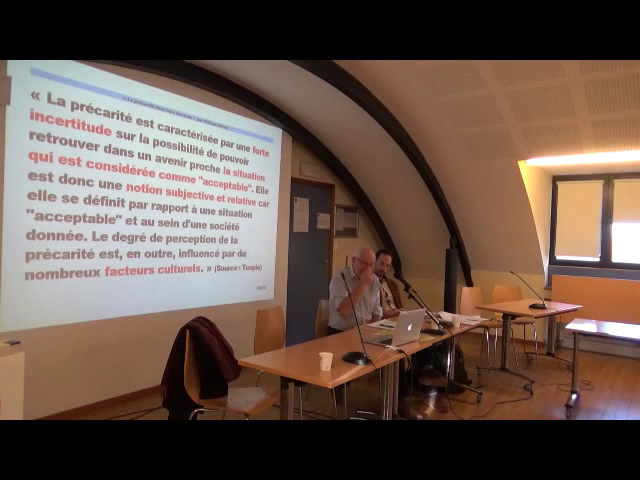 « La précarité est caractérisée par une forte
incertitude sur la possibilité de pouvoir
retrouver dans un avenir proche la situation
qui est considérée comme "acceptable". Elle
est donc une notion subjective et relative car
elle se définit par rapport à une situation
"acceptable" et au sein d'une société
donnée. Le degré de perception de la
précarité est, en outre, influencé par de
nombreux facteurs culturels. » (Source : Toupie)